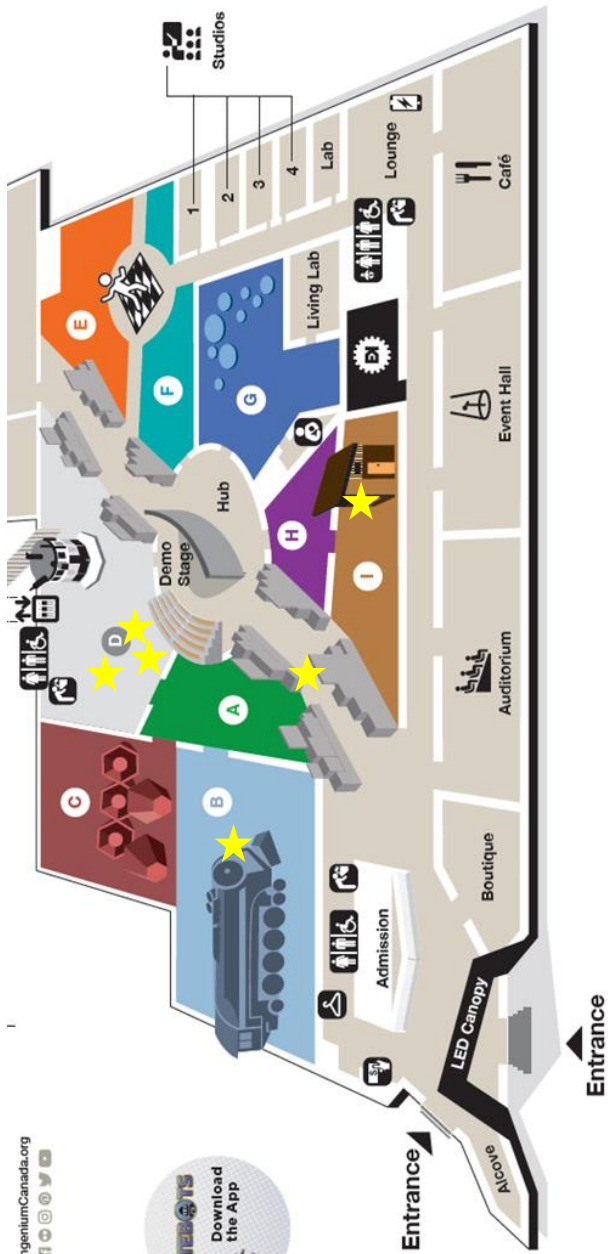 ngeniumCanada.org
TEBOTS
Download
the App
C
D
E
Studios
B
A
Demo
Stage
Hub
F
G
1
2
3
4
Lab
H
Living Lab
I
Lounge
Entrance
Admission
Alcove
LED Canopy
Boutique
Auditorium
Event Hall
Café
Entrance